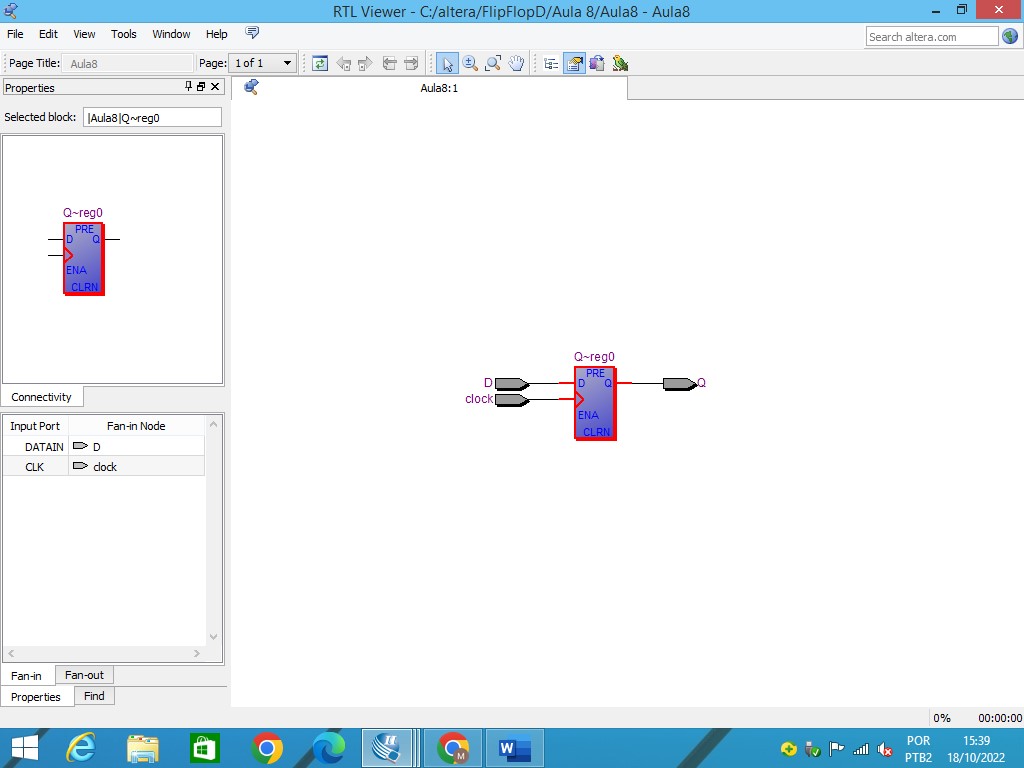 RTL Viewer - C:/altera/FlipFlopD/Aula 8/Aula8 - Aula8
File Edit View Tools Window Help
Search altera.com
Page Title: Aula8 Page: 1 of 1
Properties
Aula8:1
Selected block: |Aula8|Q~reg0
Q~reg0
PRE
D Q
ENA
CLRN
Q~reg0
PRE
D D Q Q
clock
ENA
CLRN
Connectivity
Input Port Fan-in Node
DATAIN D
CLK clock
Fan-in Fan-out
Properties Find
0% 00:00:00
POR 15:39
PTB2 18/10/2022
M
W